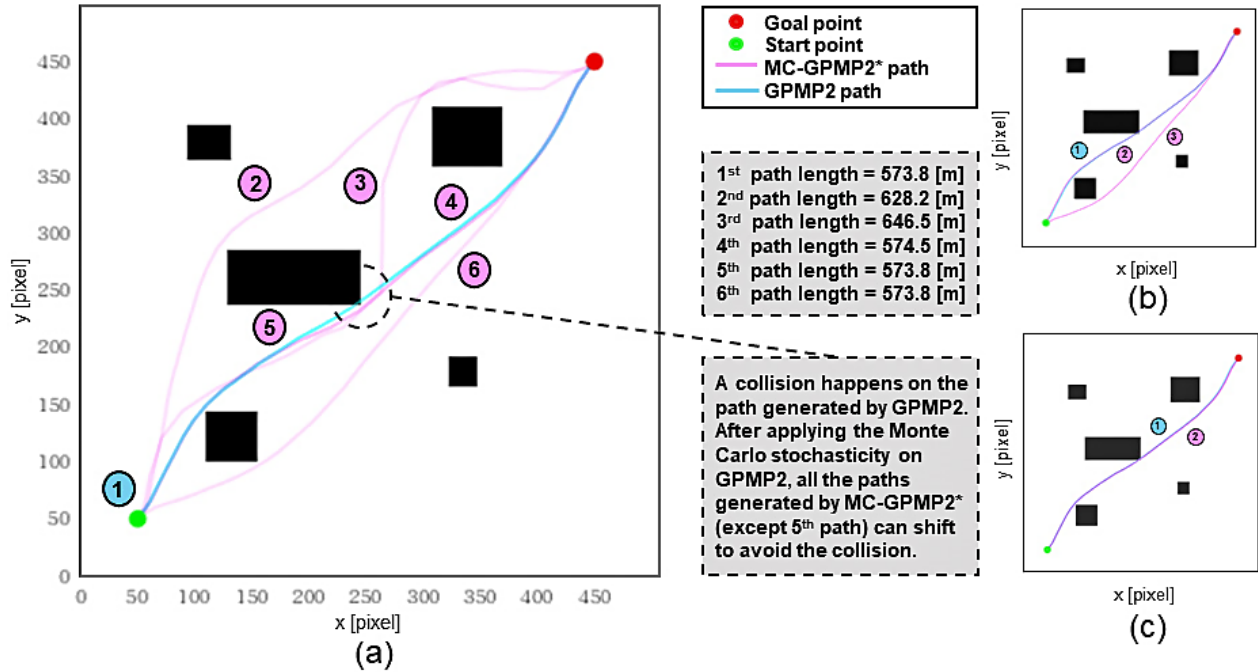 450
400
350
300
250
200
150
100
50
0
0 50 100 150 200 250 300 350 400 450
y [pixel]
x [pixel]
(a)
1
2
3
4
5
6
Goal point
Start point
MC-GPMP2* path
GPMP2 path
1st path length = 573.8 [m]
2nd path length = 628.2 [m]
3rd path length = 646.5 [m]
4th path length = 574.5 [m]
5th path length = 573.8 [m]
6th path length = 573.8 [m]
A collision happens on the
path generated by GPMP2.
After applying the Monte
Carlo stochasticity on
GPMP2, all the paths
generated by MC-GPMP2*
(except 5th path) can shift
to avoid the collision.
y [pixel]
1
2
3
x [pixel]
(b)
y [pixel]
1
2
x [pixel]
(c)